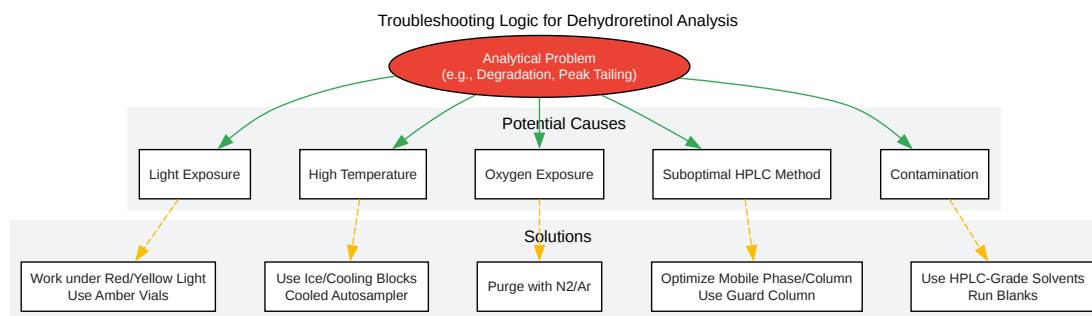 Troubleshooting Logic for Dehydroretinol Analysis
Analytical Problem
(e.g., Degradation, Peak Tailing)
Potential Causes
Light Exposure
High Temperature
Oxygen Exposure
Suboptimal HPLC Method
Contamination
Solutions
Work under Red/Yellow Light
Use Amber Vials
Use Ice/Cooling Blocks
Cooled Autosampler
Purge with N2/Ar
Optimize Mobile Phase/Column
Use Guard Column
Use HPLC-Grade Solvents
Run Blanks